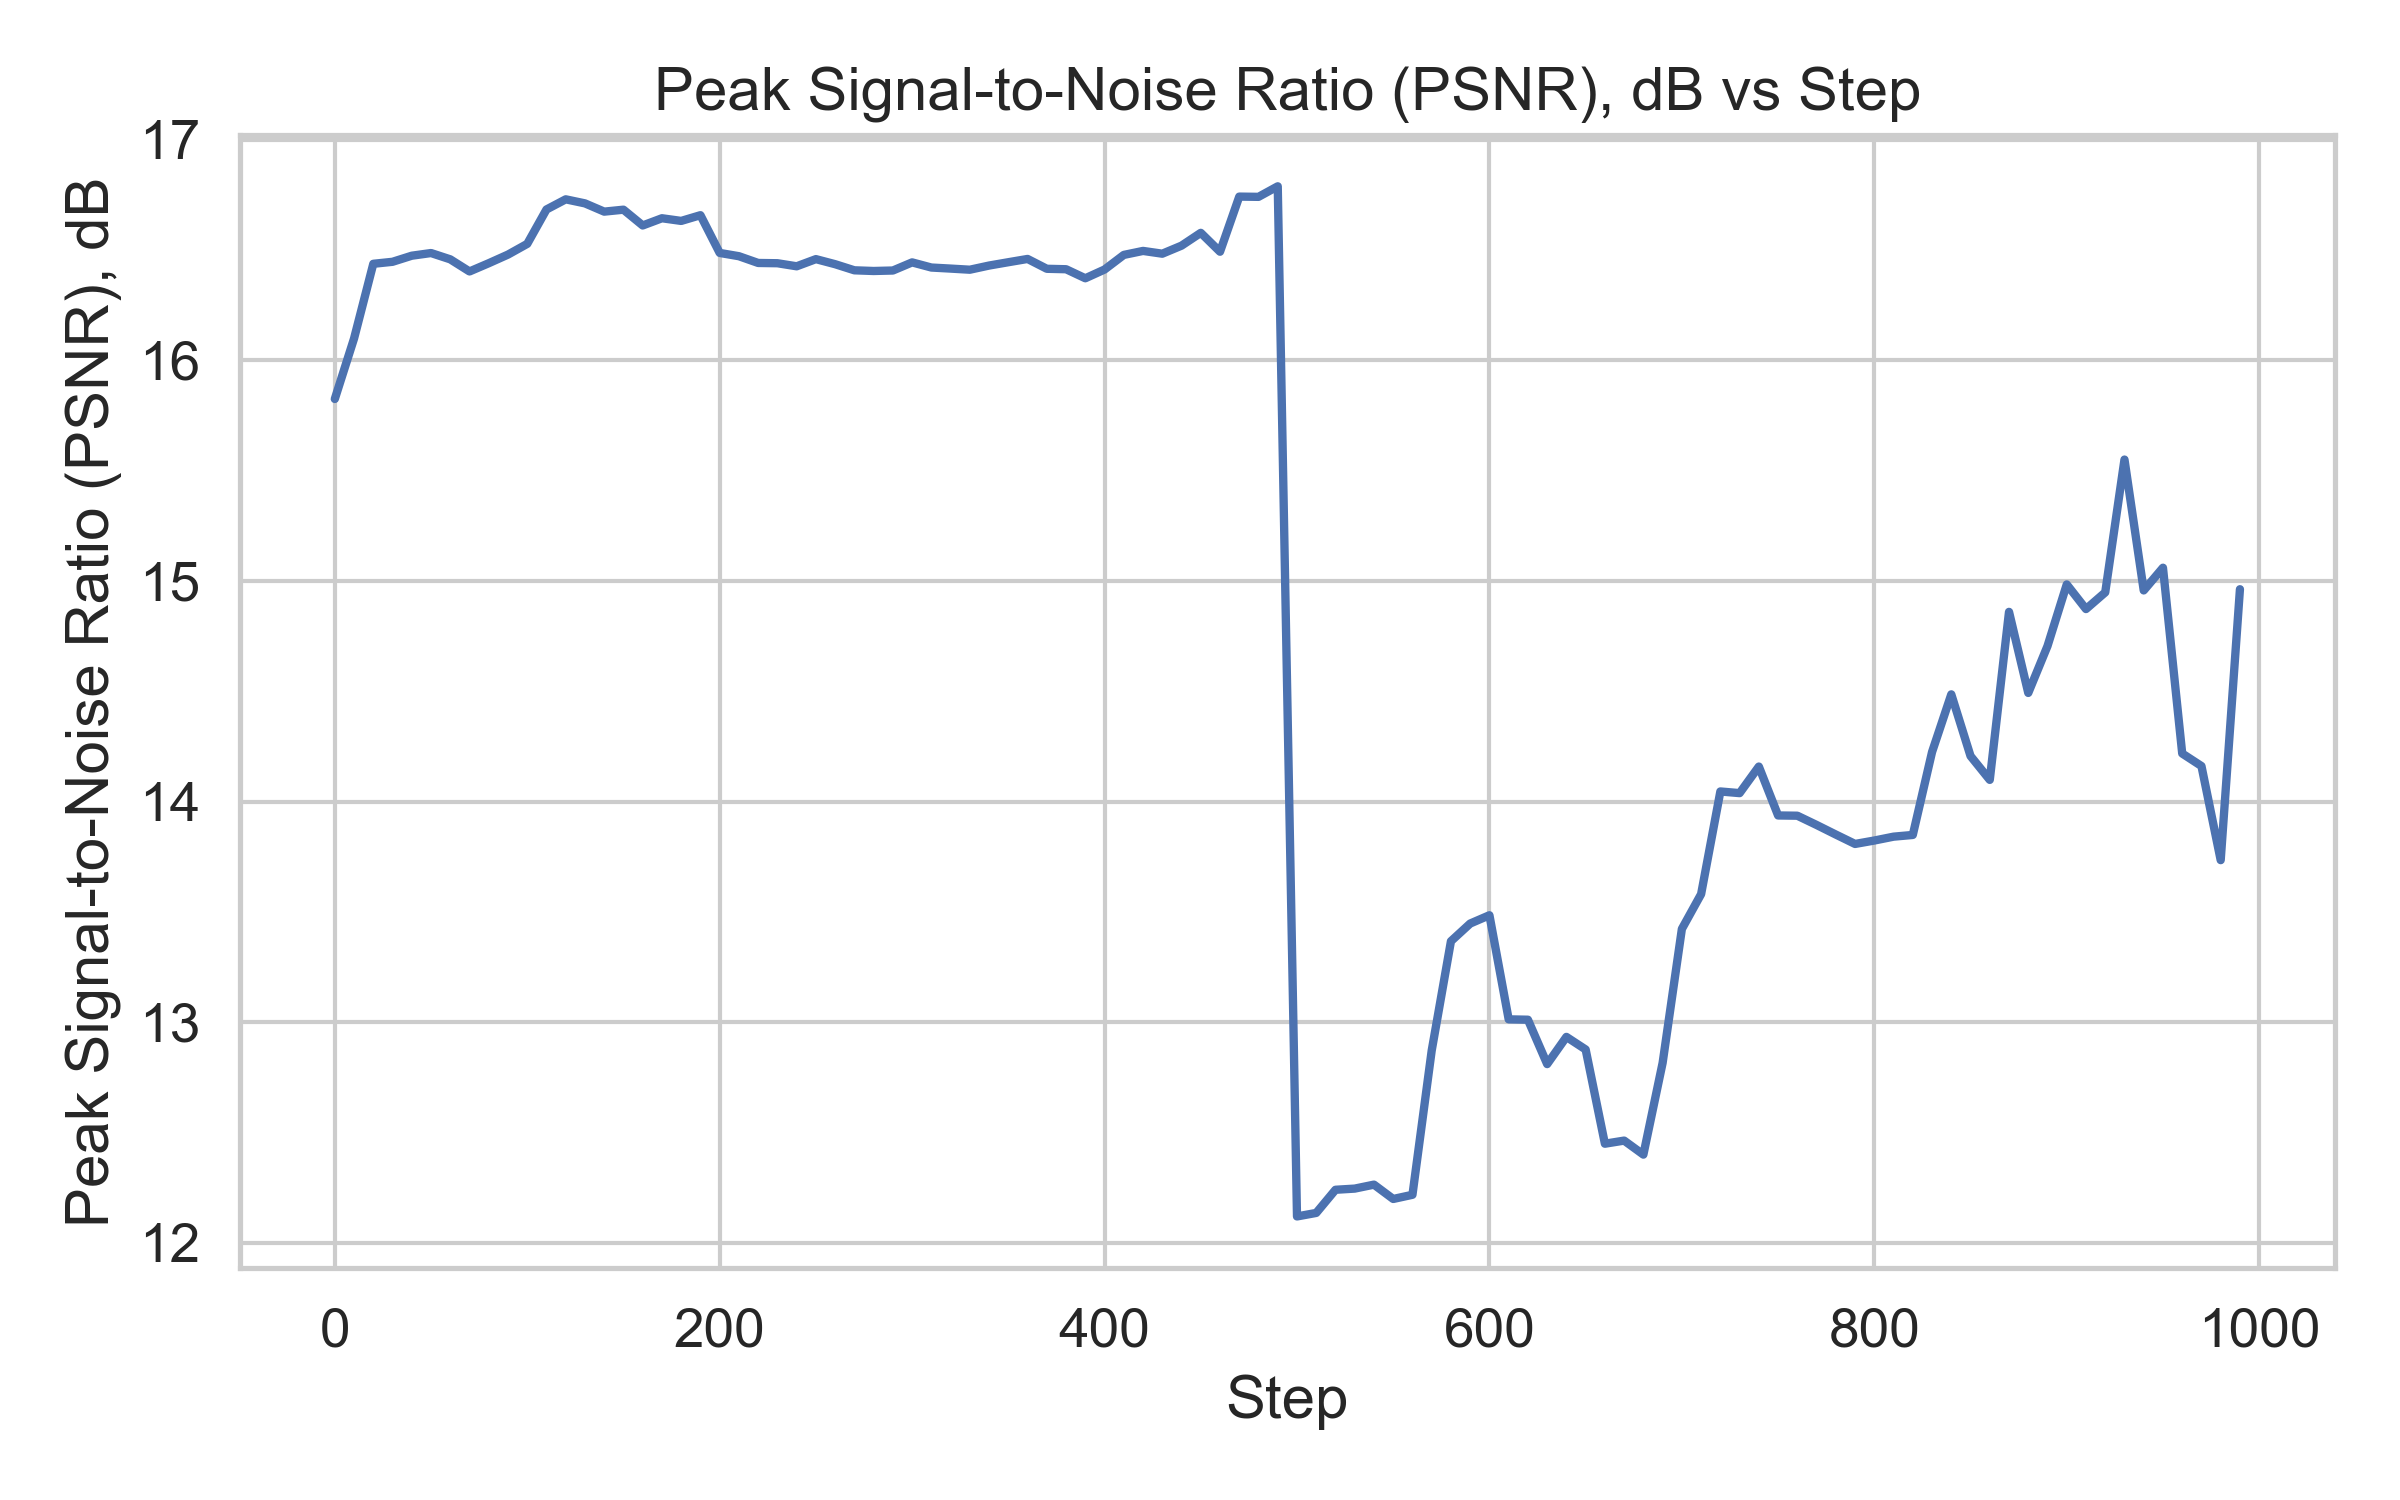 Peak Signal-to-Noise Ratio (PSNR), dB vs Step
Peak Signal-to-Noise Ratio (PSNR), dB
17
16
15
14
13
12
0 200 400 600 800 1000
Step